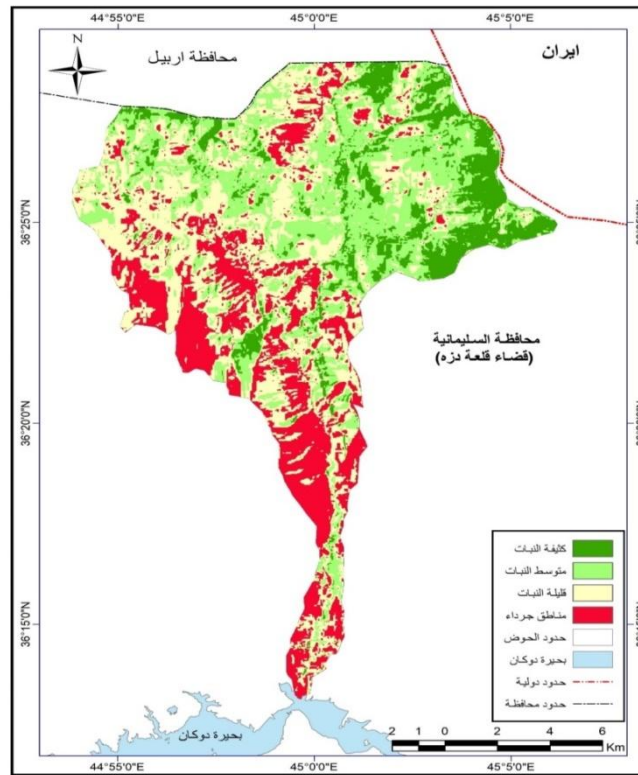 44°55'0"E 45°0'0"E 45°5'0"E
N
محافظة اربيل
ايران
36°25'0"N
محافظة السليمانية
(قضاء قلعة دزه)
36°20'0"N
كثيفة النبات
متوسط النبات
قليلة النبات
مناطق جرداء
حدود الحوض
بحيرة دوكان
حدود دولية
حدود محافظة
36°15'0"N
بحيرة دوكان
2 1 0 2 4 6
Km
44°55'0"E 45°0'0"E 45°5'0"E